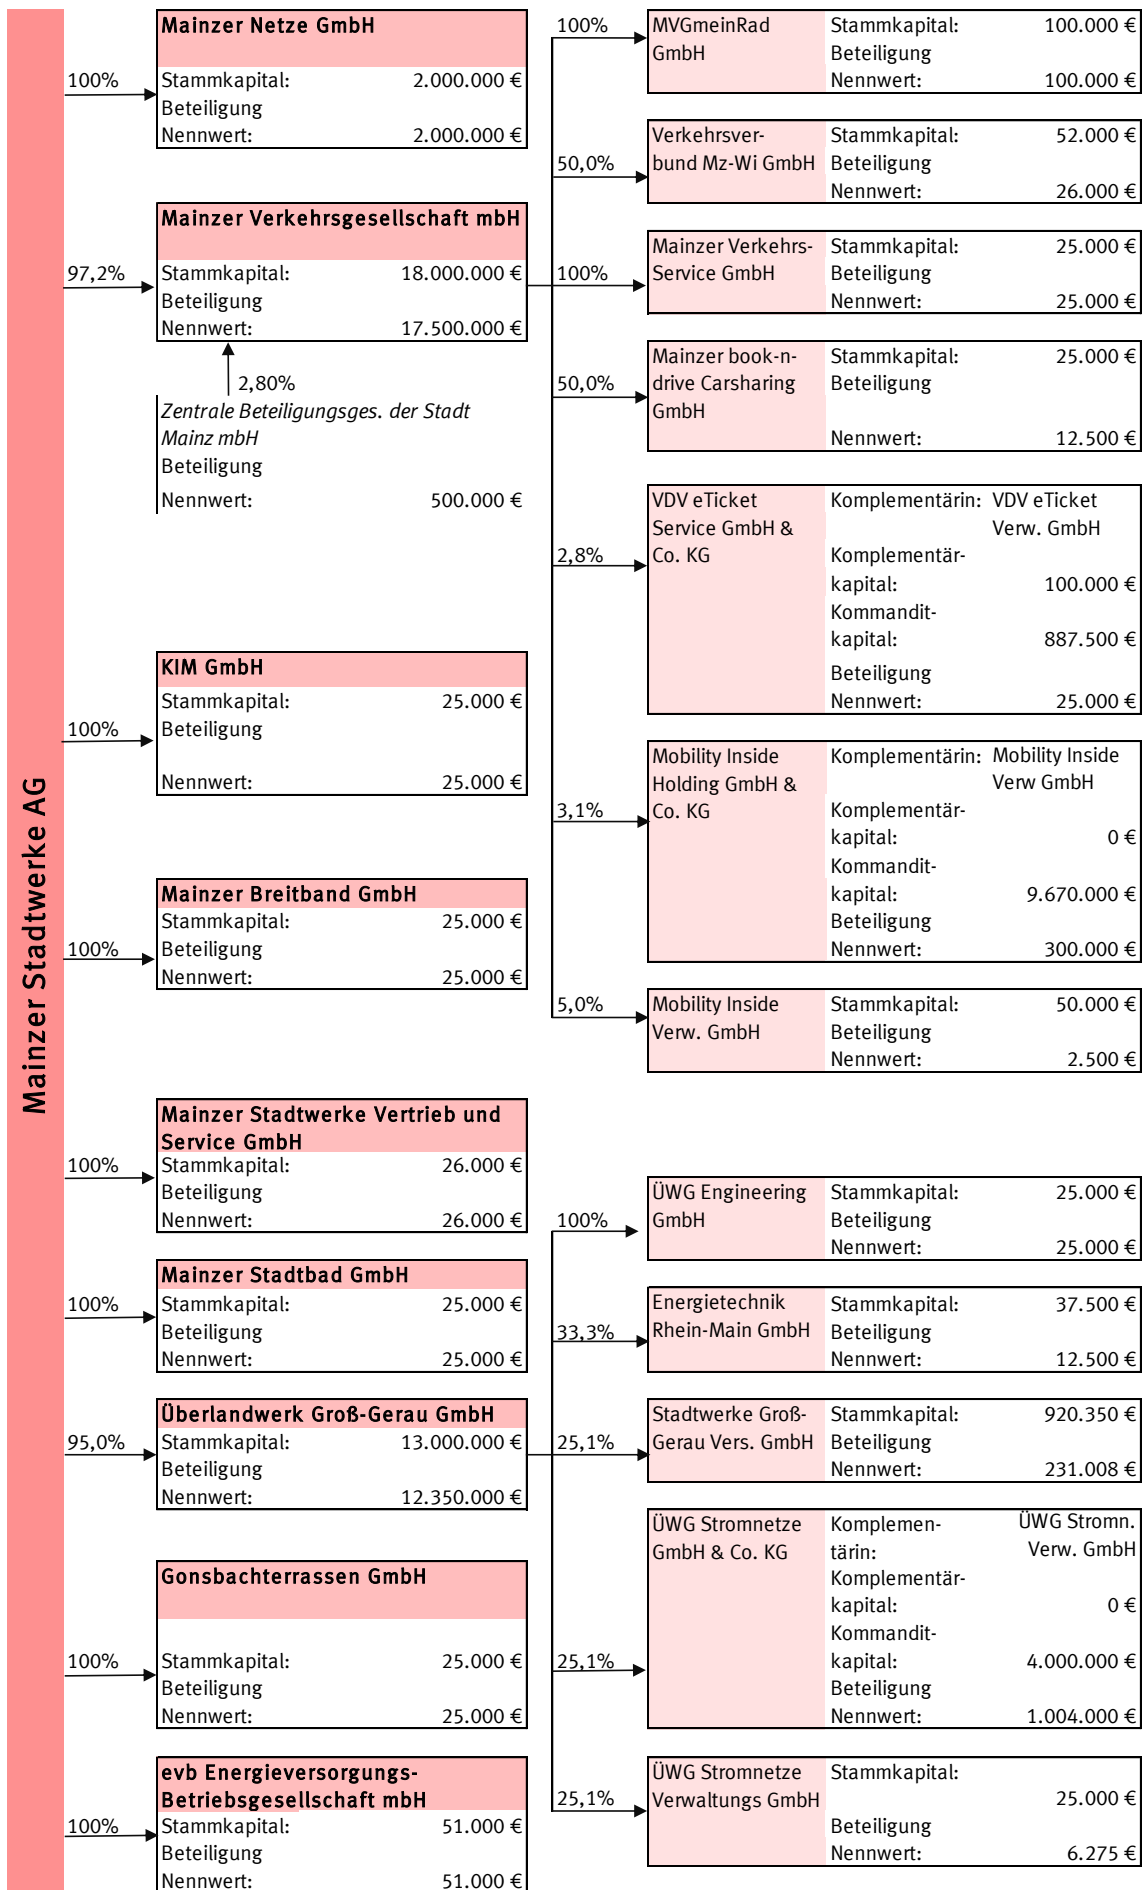 Mainzer Stadtwerke AG
100%
Mainzer Netze GmbH
Stammkapital: 2.000.000 €
Beteiligung
Nennwert: 2.000.000 €
97,2%
Mainzer Verkehrsgesellschaft mbH
Stammkapital: 18.000.000 €
Beteiligung
Nennwert: 17.500.000 €
2,80%
Zentrale Beteiligungsges. der Stadt
Mainz mbH
Beteiligung
Nennwert: 500.000 €
100%
KIM GmbH
Stammkapital: 25.000 €
Beteiligung
Nennwert: 25.000 €
100%
Mainzer Breitband GmbH
Stammkapital: 25.000 €
Beteiligung
Nennwert: 25.000 €
100%
Mainzer Stadtwerke Vertrieb und
Service GmbH
Stammkapital: 26.000 €
Beteiligung
Nennwert: 26.000 €
100%
Mainzer Stadtbad GmbH
Stammkapital: 25.000 €
Beteiligung
Nennwert: 25.000 €
95,0%
Überlandwerk Groß-Gerau GmbH
Stammkapital: 13.000.000 €
Beteiligung
Nennwert: 12.350.000 €
100%
Gonsbachterrassen GmbH
Stammkapital: 25.000 €
Beteiligung
Nennwert: 25.000 €
100%
evb Energieversorgungs-
Betriebsgesellschaft mbH
Stammkapital: 51.000 €
Beteiligung
Nennwert: 51.000 €
100%
MVGmeinRad Stammkapital: 100.000 €
GmbH Beteiligung
Nennwert: 100.000 €
50,0%
Verkehrsver- Stammkapital: 52.000 €
bund Mz-Wi GmbH Beteiligung
Nennwert: 26.000 €
100%
Mainzer Verkehrs- Stammkapital: 25.000 €
Service GmbH Beteiligung
Nennwert: 25.000 €
50,0%
Mainzer book-n- Stammkapital: 25.000 €
drive Carsharing Beteiligung
GmbH
Nennwert: 12.500 €
2,8%
VDV eTicket Komplementärin: VDV eTicket
Service GmbH & Verw. GmbH
Co. KG Komplementär-
kapital: 100.000 €
Kommandit-
kapital: 887.500 €
Beteiligung
Nennwert: 25.000 €
3,1%
Mobility Inside Komplementärin: Mobility Inside
Holding GmbH & Verw GmbH
Co. KG Komplementär-
kapital: 0 €
Kommandit-
kapital: 9.670.000 €
Beteiligung
Nennwert: 300.000 €
5,0%
Mobility Inside Stammkapital: 50.000 €
Verw. GmbH Beteiligung
Nennwert: 2.500 €
100%
ÜWG Engineering Stammkapital: 25.000 €
GmbH Beteiligung
Nennwert: 25.000 €
33,3%
Energietechnik Stammkapital: 37.500 €
Rhein-Main GmbH Beteiligung
Nennwert: 12.500 €
25,1%
Stadtwerke Groß- Stammkapital: 920.350 €
Gerau Vers. GmbH Beteiligung
Nennwert: 231.008 €
25,1%
ÜWG Stromnetze Komplemen- ÜWG Stromn.
GmbH & Co. KG tärin: Verw. GmbH
Komplementär-
kapital: 0 €
Kommandit-
kapital: 4.000.000 €
Beteiligung
Nennwert: 1.004.000 €
25,1%
ÜWG Stromnetze Stammkapital:
Verwaltungs GmbH 25.000 €
Beteiligung
Nennwert: 6.275 €